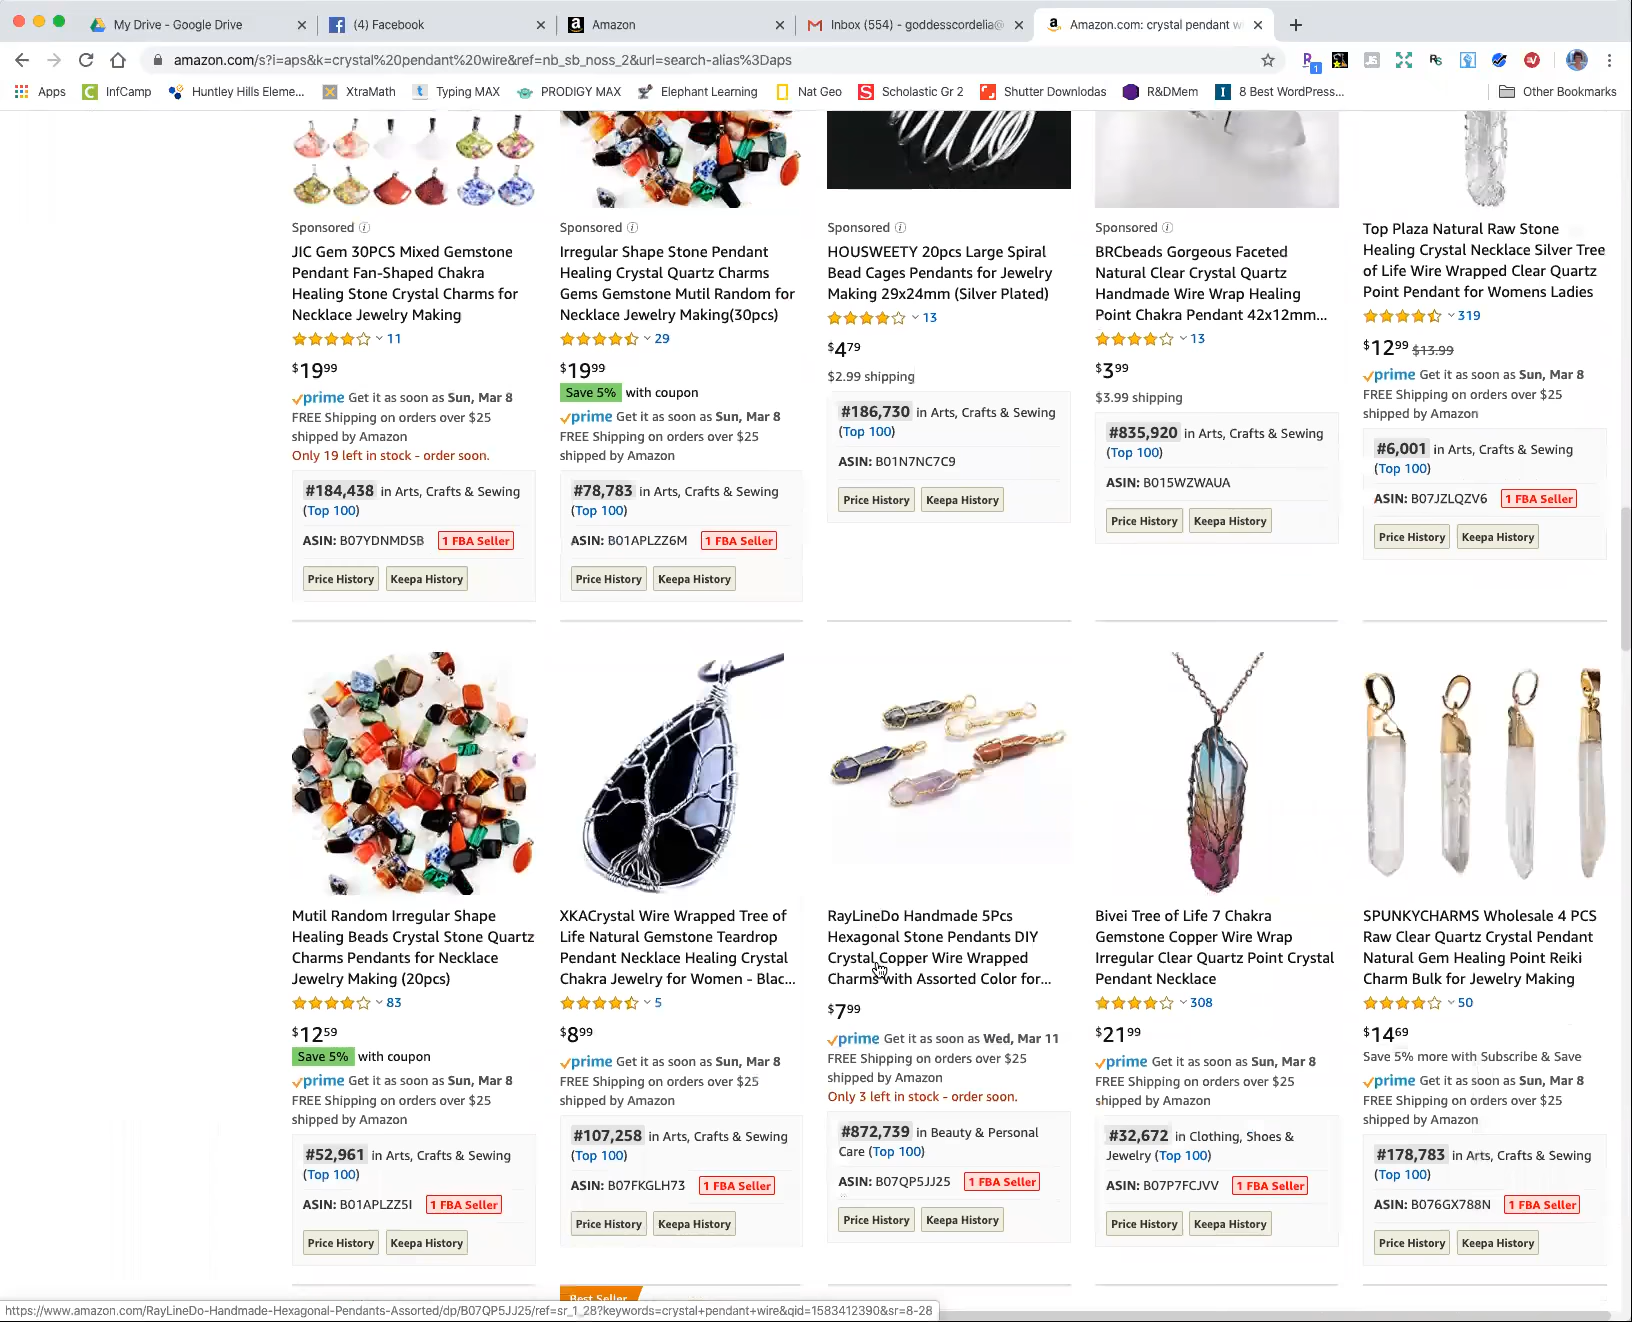 My Drive - Google Drive
(4) Facebook
Amazon
Inbox (554) - goddesscordelia@
Amazon.com: crystal pendant w
amazon.com/s?i=aps&k=crystal%20pendant%20wire&ref=nb_sb_noss_2&url=search-alias%3Daps
Apps
InfCamp
Huntley Hills Eleme...
XtraMath
Typing MAX
PRODIGY MAX
Elephant Learning
Nat Geo
Scholastic Gr 2
Shutter Downlodas
R&DMem
8 Best WordPress...
Other Bookmarks
Sponsored
JIC Gem 30PCS Mixed Gemstone
Pendant Fan-Shaped Chakra
Healing Stone Crystal Charms for
Necklace Jewelry Making
11
$19⁹⁹
prime Get it as soon as Sun, Mar 8
FREE Shipping on orders over $25
shipped by Amazon
Only 19 left in stock - order soon.
#184,438 in Arts, Crafts & Sewing
(Top 100)
ASIN: B07YDNMDSB 1 FBA Seller
Price History Keepa History
Sponsored
Irregular Shape Stone Pendant
Healing Crystal Quartz Charms
Gems Gemstone Mutil Random for
Necklace Jewelry Making(30pcs)
29
$19⁹⁹
Save 5% with coupon
prime Get it as soon as Sun, Mar 8
FREE Shipping on orders over $25
shipped by Amazon
#78,783 in Arts, Crafts & Sewing
(Top 100)
ASIN: B01APLZZ6M 1 FBA Seller
Price History Keepa History
Sponsored
HOUSWEETY 20pcs Large Spiral
Bead Cages Pendants for Jewelry
Making 29x24mm (Silver Plated)
13
$4⁷⁹
$2.99 shipping
#186,730 in Arts, Crafts & Sewing
(Top 100)
ASIN: B01N7NC7C9
Price History Keepa History
Sponsored
BRCbeads Gorgeous Faceted
Natural Clear Crystal Quartz
Handmade Wire Wrap Healing
Point Chakra Pendant 42x12mm...
13
$3⁹⁹
$3.99 shipping
#835,920 in Arts, Crafts & Sewing
(Top 100)
ASIN: B015WZWAUA
Price History Keepa History
Top Plaza Natural Raw Stone
Healing Crystal Necklace Silver Tree
of Life Wire Wrapped Clear Quartz
Point Pendant for Womens Ladies
319
$12⁹⁹ $13.99
prime Get it as soon as Sun, Mar 8
FREE Shipping on orders over $25
shipped by Amazon
#6,001 in Arts, Crafts & Sewing
(Top 100)
ASIN: B07JZLQZV6 1 FBA Seller
Price History Keepa History
Mutil Random Irregular Shape
Healing Beads Crystal Stone Quartz
Charms Pendants for Necklace
Jewelry Making (20pcs)
83
$12⁵⁹
Save 5% with coupon
prime Get it as soon as Sun, Mar 8
FREE Shipping on orders over $25
shipped by Amazon
#52,961 in Arts, Crafts & Sewing
(Top 100)
ASIN: B01APLZZ5I 1 FBA Seller
Price History Keepa History
XKACrystal Wire Wrapped Tree of
Life Natural Gemstone Teardrop
Pendant Necklace Healing Crystal
Chakra Jewelry for Women - Blac...
5
$8⁹⁹
prime Get it as soon as Sun, Mar 8
FREE Shipping on orders over $25
shipped by Amazon
#107,258 in Arts, Crafts & Sewing
(Top 100)
ASIN: B07FKGLH73 1 FBA Seller
Price History Keepa History
RayLineDo Handmade 5Pcs
Hexagonal Stone Pendants DIY
Crystal Copper Wire Wrapped
Charms with Assorted Color for...
$7⁹⁹
prime Get it as soon as Wed, Mar 11
FREE Shipping on orders over $25
shipped by Amazon
Only 3 left in stock - order soon.
#872,739 in Beauty & Personal
Care (Top 100)
ASIN: B07QP5JJ25 1 FBA Seller
Price History Keepa History
Bivei Tree of Life 7 Chakra
Gemstone Copper Wire Wrap
Irregular Clear Quartz Point Crystal
Pendant Necklace
308
$21⁹⁹
prime Get it as soon as Sun, Mar 8
FREE Shipping on orders over $25
shipped by Amazon
#32,672 in Clothing, Shoes &
Jewelry (Top 100)
ASIN: B07P7FCJVV 1 FBA Seller
Price History Keepa History
SPUNKYCHARMS Wholesale 4 PCS
Raw Clear Quartz Crystal Pendant
Natural Gem Healing Point Reiki
Charm Bulk for Jewelry Making
50
$14⁶⁹
Save 5% more with Subscribe & Save
prime Get it as soon as Sun, Mar 8
FREE Shipping on orders over $25
shipped by Amazon
#178,783 in Arts, Crafts & Sewing
(Top 100)
ASIN: B076GX788N 1 FBA Seller
Price History Keepa History
Best Seller
https://www.amazon.com/RayLineDo-Handmade-Hexagonal-Pendants-Assorted/dp/B07QP5JJ25/ref=sr_1_28?keywords=crystal+pendant+wire&qid=1583412390&sr=8-28